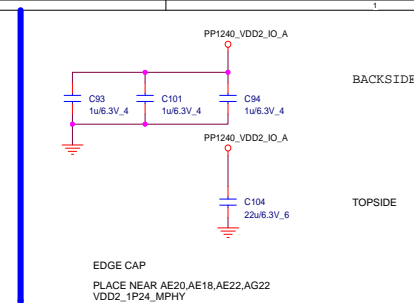 1
PP1240_VDD2_IO_A
BACKSIDE
C93
1u/6.3V_4
C101
1u/6.3V_4
C94
1u/6.3V_4
PP1240_VDD2_IO_A
C104
22u/6.3V_6
TOPSIDE
EDGE CAP
PLACE NEAR AE20,AE18,AE22,AG22
VDD2_1P24_MPHY